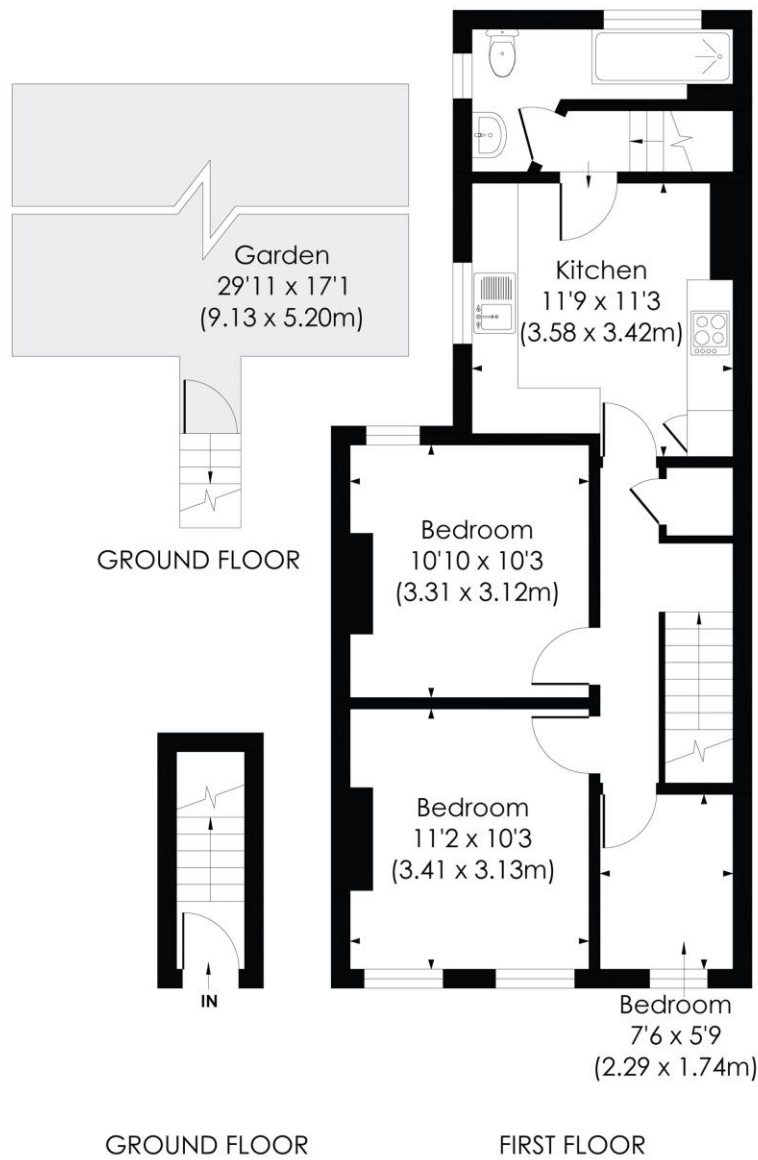 Garden
29'11 x 17'1
(9.13 x 5.20m)
GROUND FLOOR
Kitchen
11'9 x 11'3
(3.58 x 3.42m)
Bedroom
10'10 x 10'3
(3.31 x 3.12m)
Bedroom
11'2 x 10'3
(3.41 x 3.13m)
IN
Bedroom
7'6 x 5'9
(2.29 x 1.74m)
GROUND FLOOR
FIRST FLOOR